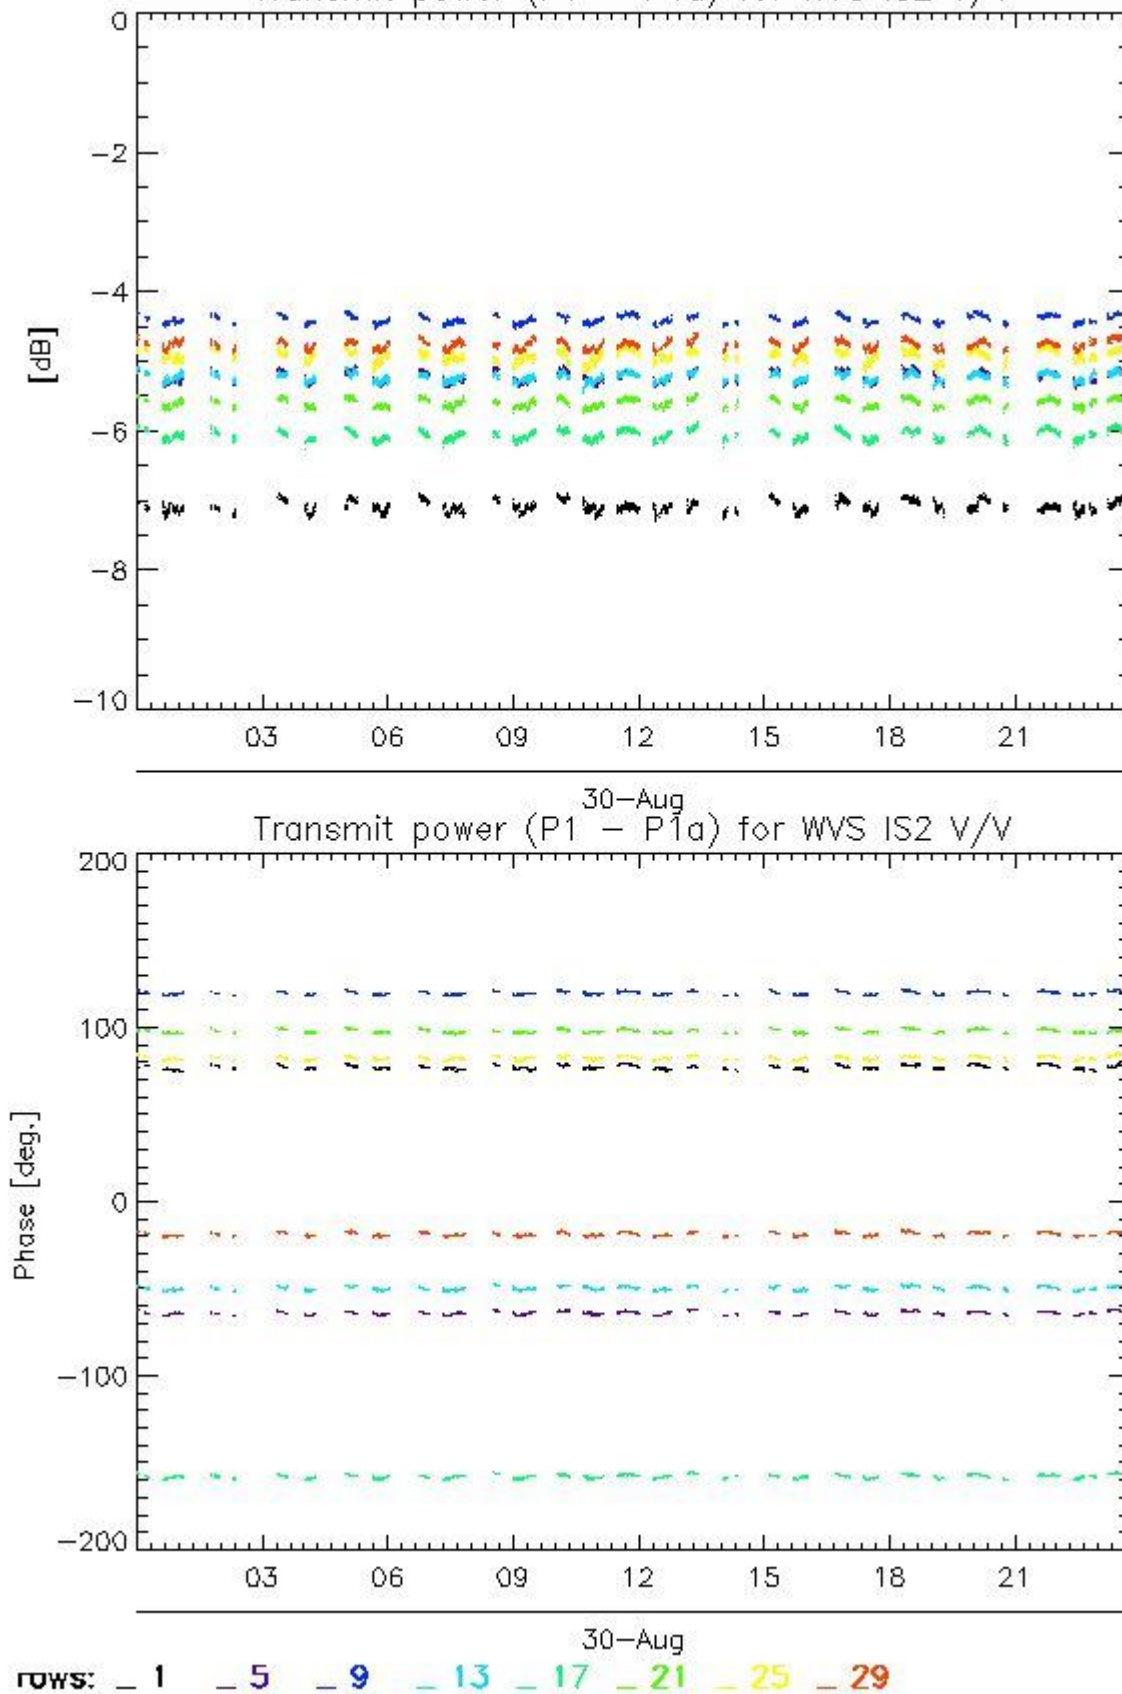 0
−2
−4
[dB]
−6
−8
−10
03 06 09 12 15 18 21
30−Aug
Transmit power (P1 − P1a) for WVS IS2 V/V
200
100
0
Phase [deg.]
−100
−200
03 06 09 12 15 18 21
30−Aug
rows: _ 1 _ 5 _ 9 _ 13 _ 17 _ 21 _ 25 _ 29